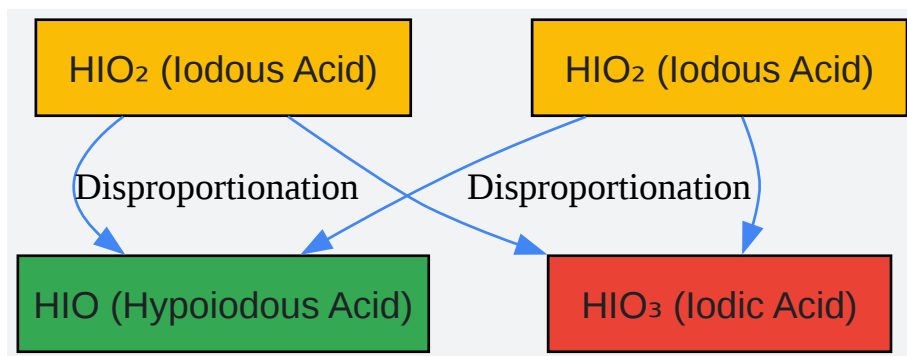 HIO₂ (Iodous Acid)
HIO₂ (Iodous Acid)
Disproportionation
Disproportionation
HIO (Hypoiodous Acid)
HIO₃ (Iodic Acid)